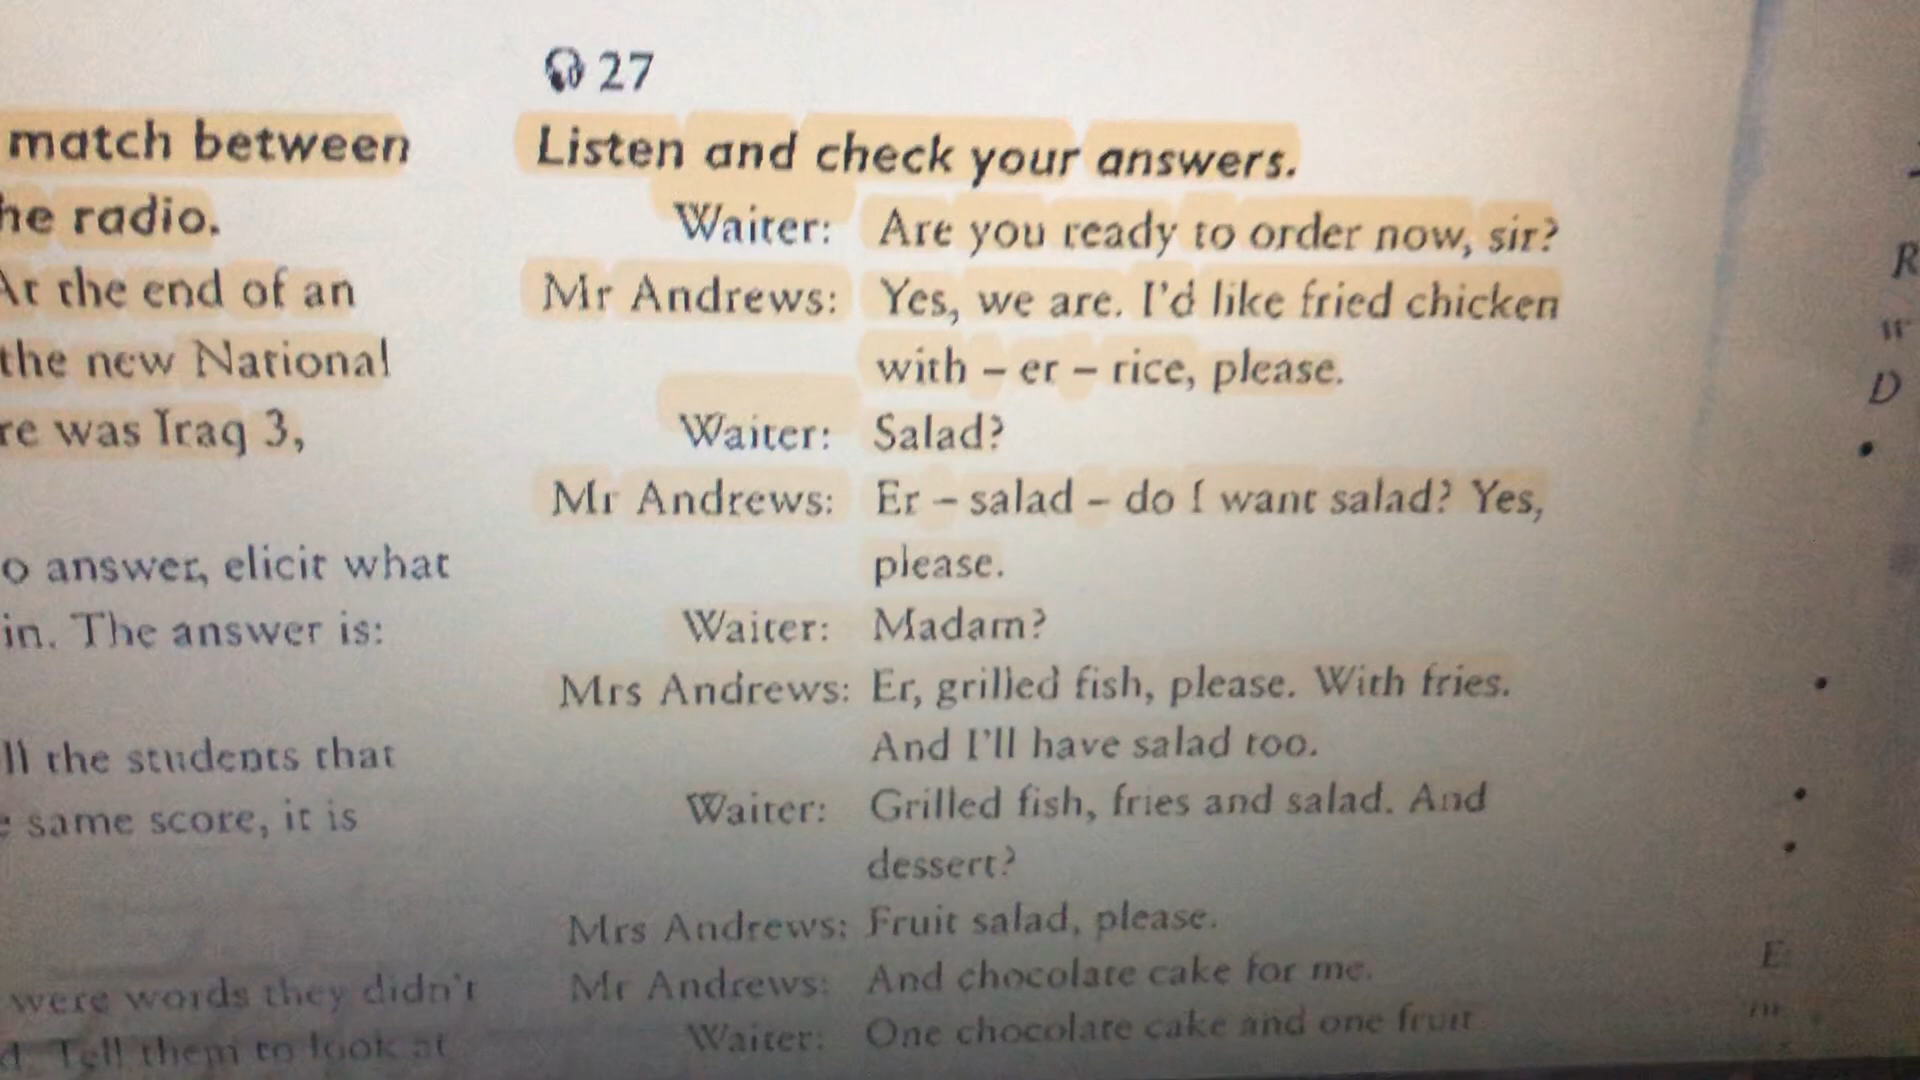 match between
he radio.
At the end of an
the new National
re was Iraq 3,
o answer, elicit what
in. The answer is:
ll the students that
same score, it is
were words they didn't
d. Tell them to look at
27
Listen and check your answers.
Waiter: Are you ready to order now, sir?
Mr Andrews: Yes, we are. I'd like fried chicken
with – er – rice, please.
Waiter: Salad?
Mr Andrews: Er – salad – do I want salad? Yes,
please.
Waiter: Madam?
Mrs Andrews: Er, grilled fish, please. With fries.
And I'll have salad too.
Waiter: Grilled fish, fries and salad. And
dessert?
Mrs Andrews: Fruit salad, please.
Mr Andrews: And chocolate cake for me.
Waiter: One chocolate cake and one fruit
R
D
E